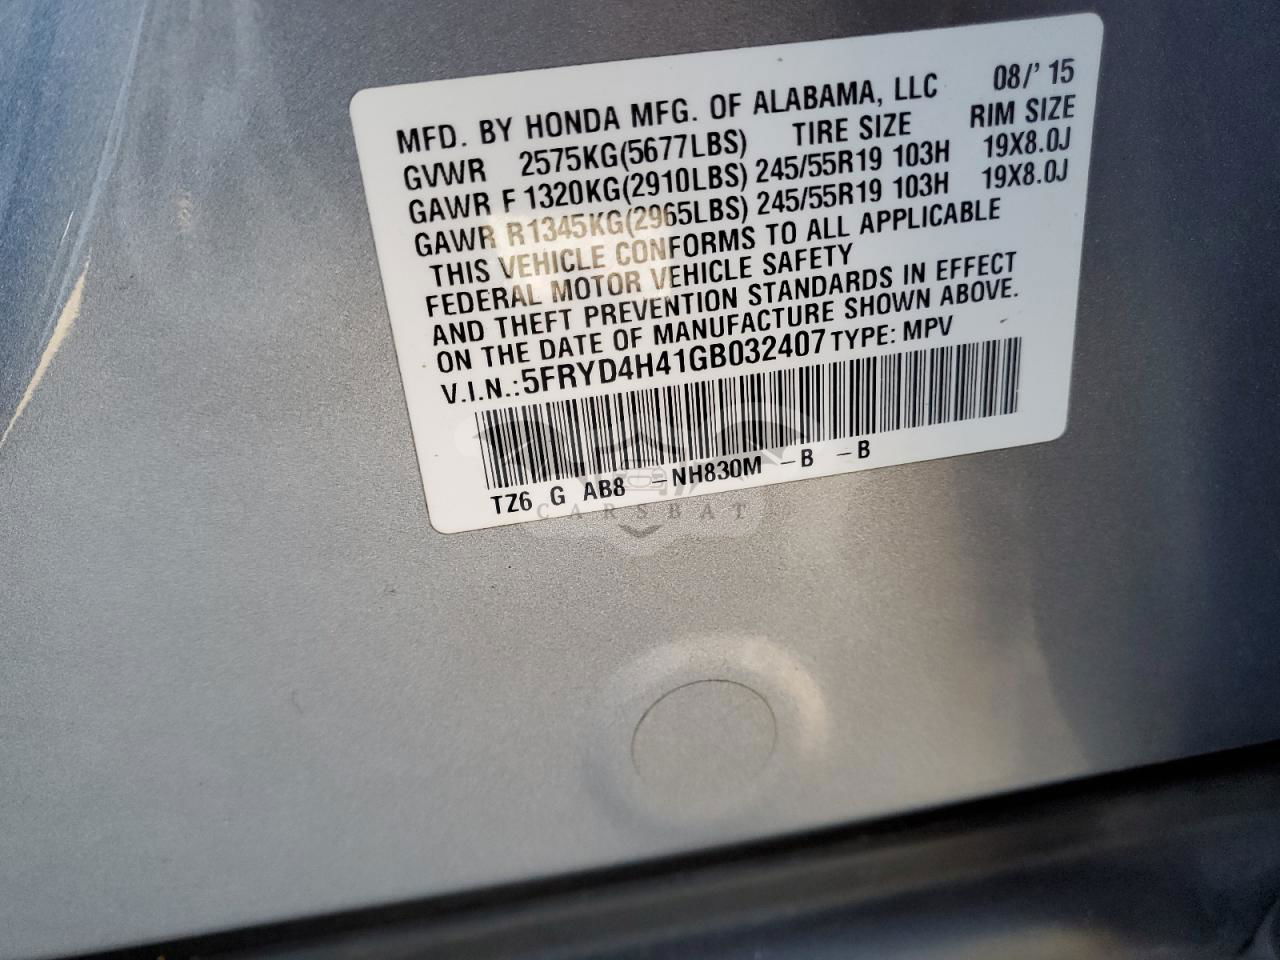 MFD. BY HONDA MFG. OF ALABAMA, LLC 08/' 15
GVWR 2575KG(5677LBS) TIRE SIZE RIM SIZE
GAWR F 1320KG(2910LBS) 245/55R19 103H 19X8.0J
GAWR R1345KG(2965LBS) 245/55R19 103H 19X8.0J
THIS VEHICLE CONFORMS TO ALL APPLICABLE
FEDERAL MOTOR VEHICLE SAFETY
AND THEFT PREVENTION STANDARDS IN EFFECT
ON THE DATE OF MANUFACTURE SHOWN ABOVE.
V.I.N.:5FRYD4H41GB032407 TYPE: MPV
TZ6 G AB8 -NH830M -B -B
CARSBAT